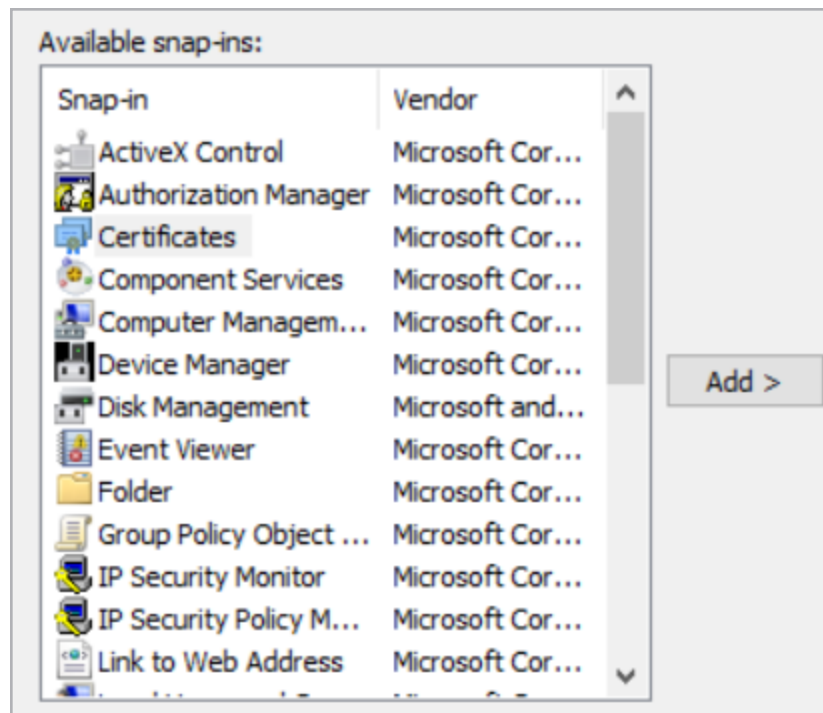 Available snap-ins:
Snap-in Vendor
ActiveX Control Microsoft Cor...
Authorization Manager Microsoft Cor...
Certificates Microsoft Cor...
Component Services Microsoft Cor...
Computer Managem... Microsoft Cor...
Device Manager Microsoft Cor...
Disk Management Microsoft and...
Event Viewer Microsoft Cor...
Folder Microsoft Cor...
Group Policy Object ... Microsoft Cor...
IP Security Monitor Microsoft Cor...
IP Security Policy M... Microsoft Cor...
Link to Web Address Microsoft Cor...
Add >